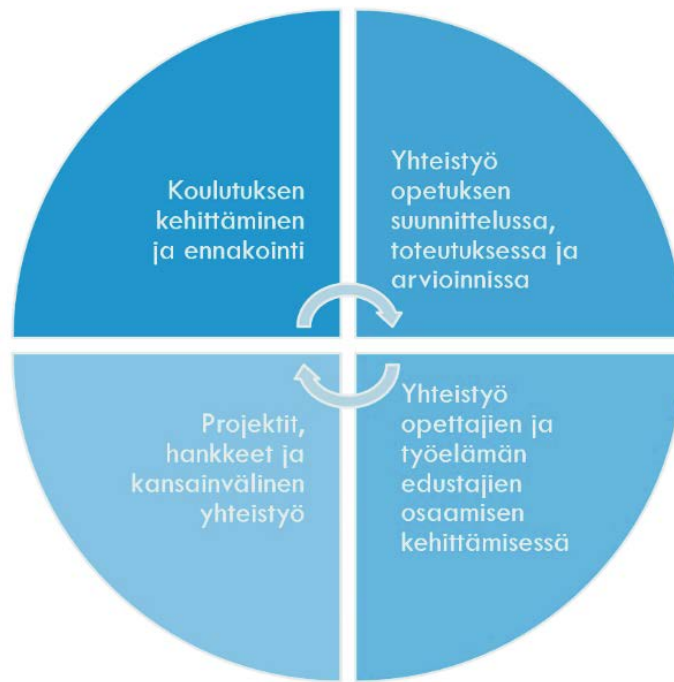 Koulutuksen
kehittäminen
ja ennakointi
Yhteistyö
opetuksen
suunnittelussa,
toteutuksessa ja
arvioinnissa
Projektit,
hankkeet ja
kansainvälinen
yhteistyö
Yhteistyö
opettajien ja
työelämän
edustajien
osaamisen
kehittämisessä